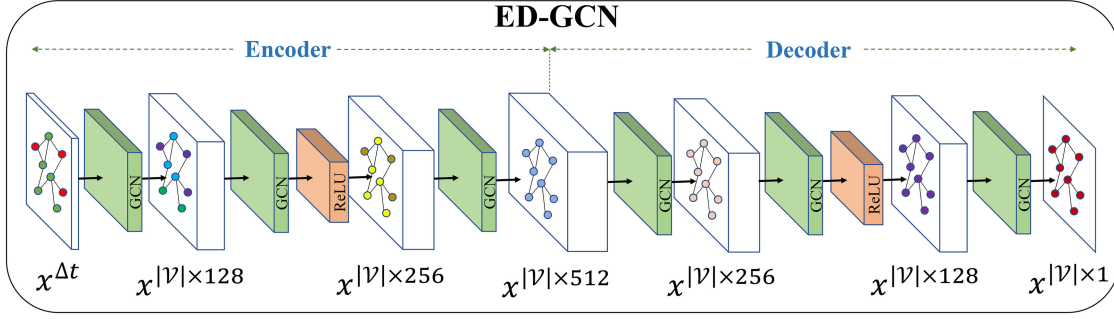 ED-GCN
Encoder Decoder
GCN GCN ReLU GCN GCN GCN ReLU GCN
x^Δt x^|𝒱|×128 x^|𝒱|×256 x^|𝒱|×512 x^|𝒱|×256 x^|𝒱|×128 x^|𝒱|×1